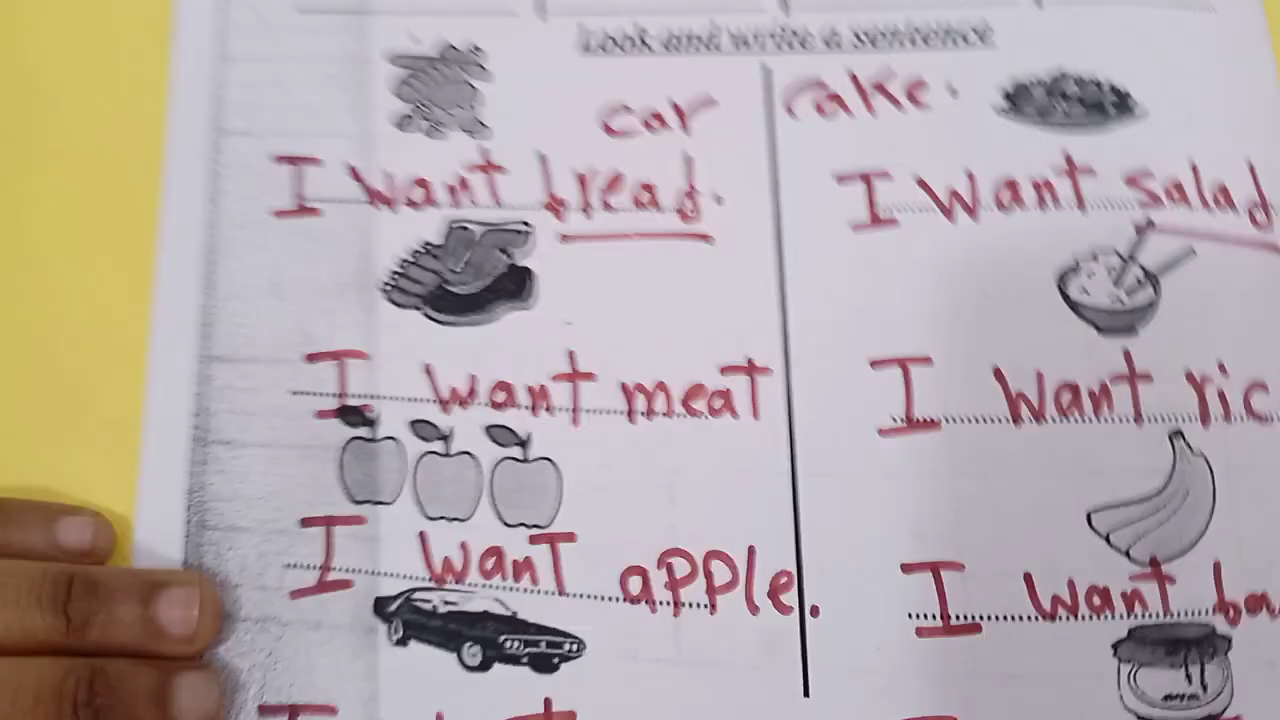 Look and write a sentence
car
cake.
I want bread.
I want salad
I want meat
I want ric
I want apple.
I want ba